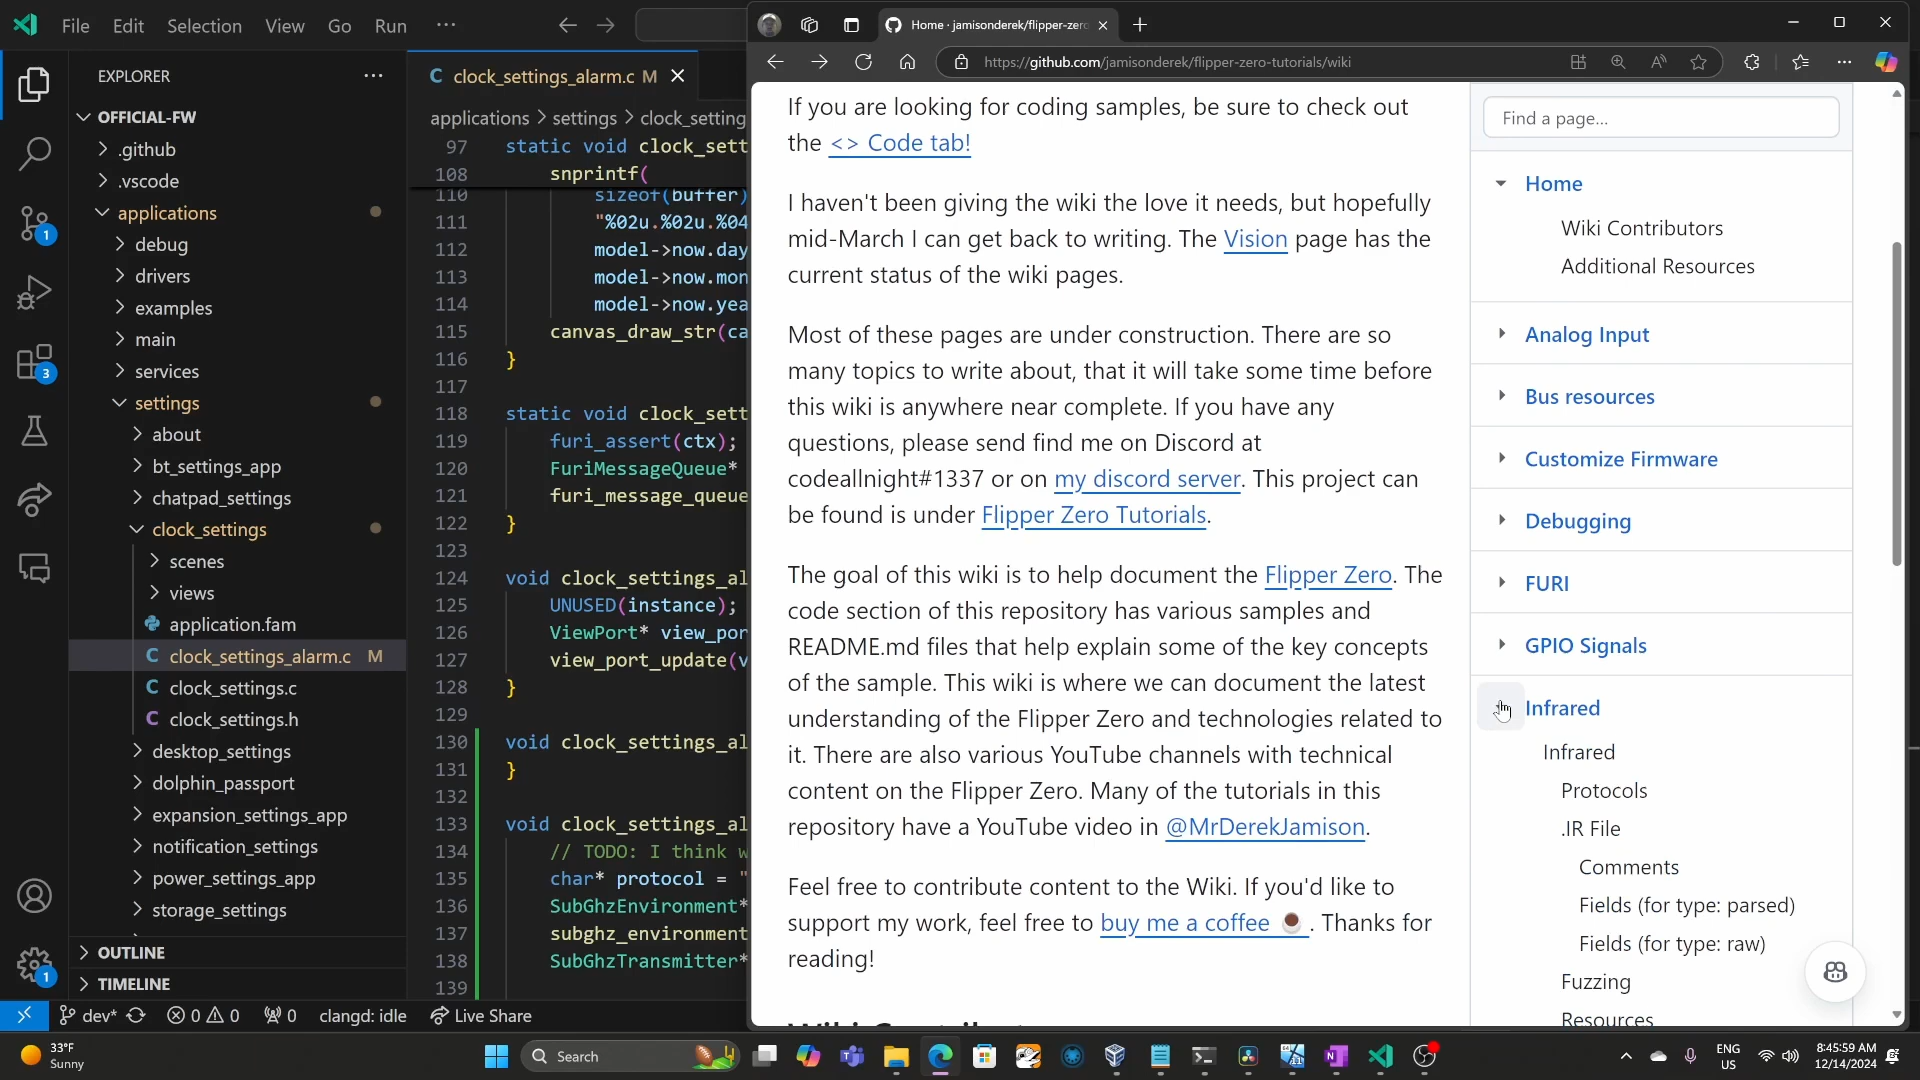 File Edit Selection View Go Run ···
EXPLORER ···
OFFICIAL-FW
.github
.vscode
applications
debug
drivers
examples
main
services
settings
about
bt_settings_app
chatpad_settings
clock_settings
scenes
views
application.fam
C clock_settings_alarm.c M
C clock_settings.c
C clock_settings.h
desktop_settings
dolphin_passport
expansion_settings_app
notification_settings
power_settings_app
storage_settings
OUTLINE
TIMELINE
1
3
1
C clock_settings_alarm.c M
applications > settings > clock_setting
97 static void clock_sett
108 snprintf(
110 sizeof(buffer)
111 "%02u.%02u.%04
112 model->now.day
113 model->now.mon
114 model->now.yea
115 canvas_draw_str(ca
116 }
117
118 static void clock_sett
119 furi_assert(ctx);
120 FuriMessageQueue*
121 furi_message_queue
122 }
123
124 void clock_settings_al
125 UNUSED(instance);
126 ViewPort* view_por
127 view_port_update(v
128 }
129
130 void clock_settings_al
131 }
132
133 void clock_settings_al
134 // TODO: I think w
135 char* protocol = "
136 SubGhzEnvironment*
137 subghz_environment
138 SubGhzTransmitter*
139
dev* 0 0 0 clangd: idle Live Share
Home · jamisonderek/flipper-zero
https://github.com/jamisonderek/flipper-zero-tutorials/wiki
If you are looking for coding samples, be sure to check out
the <> Code tab!
I haven't been giving the wiki the love it needs, but hopefully
mid-March I can get back to writing. The Vision page has the
current status of the wiki pages.
Most of these pages are under construction. There are so
many topics to write about, that it will take some time before
this wiki is anywhere near complete. If you have any
questions, please send find me on Discord at
codeallnight#1337 or on my discord server. This project can
be found is under Flipper Zero Tutorials.
The goal of this wiki is to help document the Flipper Zero. The
code section of this repository has various samples and
README.md files that help explain some of the key concepts
of the sample. This wiki is where we can document the latest
understanding of the Flipper Zero and technologies related to
it. There are also various YouTube channels with technical
content on the Flipper Zero. Many of the tutorials in this
repository have a YouTube video in @MrDerekJamison.
Feel free to contribute content to the Wiki. If you'd like to
support my work, feel free to buy me a coffee ☕. Thanks for
reading!
Find a page...
Home
Wiki Contributors
Additional Resources
Analog Input
Bus resources
Customize Firmware
Debugging
FURI
GPIO Signals
Infrared
Infrared
Protocols
.IR File
Comments
Fields (for type: parsed)
Fields (for type: raw)
Fuzzing
Resources
33°F
Sunny
Search
ENG
US
8:45:59 AM
12/14/2024